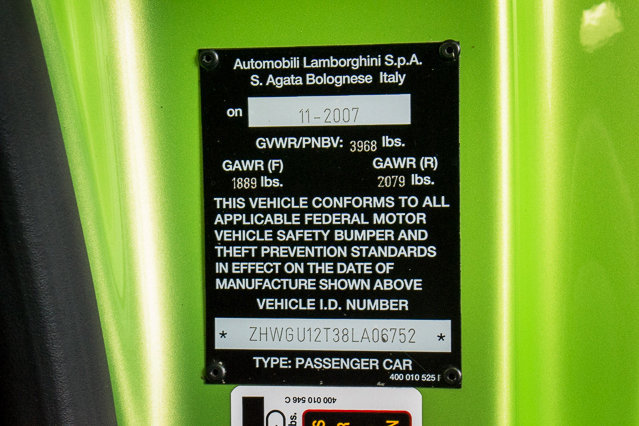 Automobili Lamborghini S.p.A.
S. Agata Bolognese Italy
on 11-2007
GVWR/PNBV: 3968 lbs.
GAWR (F) GAWR (R)
1889 lbs. 2079 lbs.
THIS VEHICLE CONFORMS TO ALL
APPLICABLE FEDERAL MOTOR
VEHICLE SAFETY BUMPER AND
THEFT PREVENTION STANDARDS
IN EFFECT ON THE DATE OF
MANUFACTURE SHOWN ABOVE
VEHICLE I.D. NUMBER
* ZHWGU12T38LA06752 *
TYPE: PASSENGER CAR
400 010 525 I
400 010 546 C
lbs.